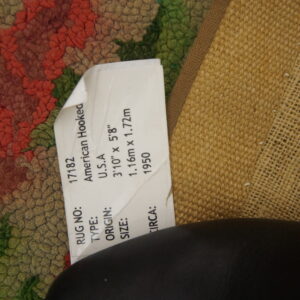 RUG NO: 17182
TYPE: American Hooked
ORIGIN: U.S.A
SIZE: 3'10" x 5'8"
1.16m x 1.72m
CIRCA: 1950